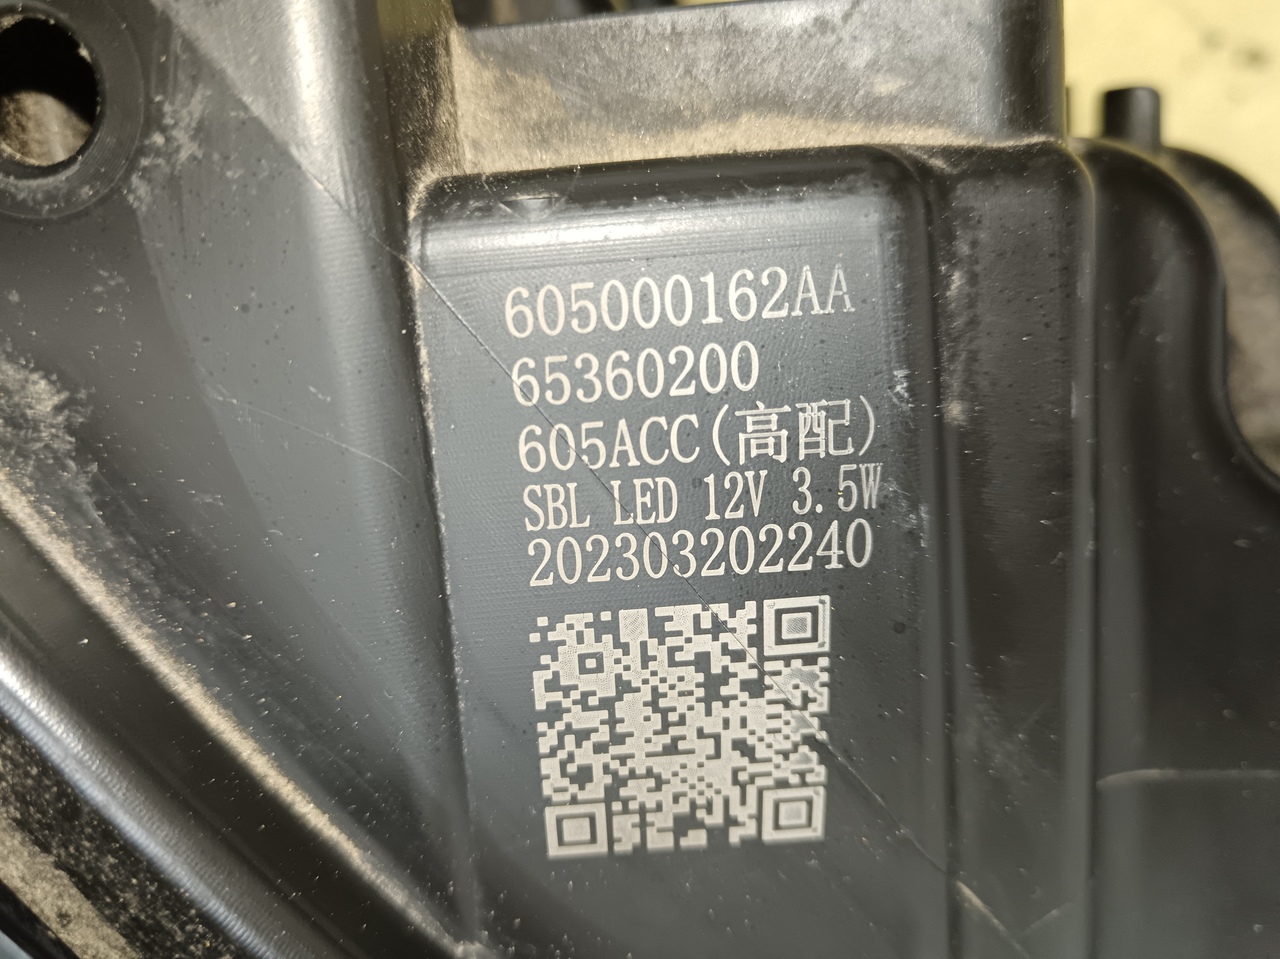 605000162AA
65360200
605ACC(高配)
SBL LED 12V 3.5W
202303202240